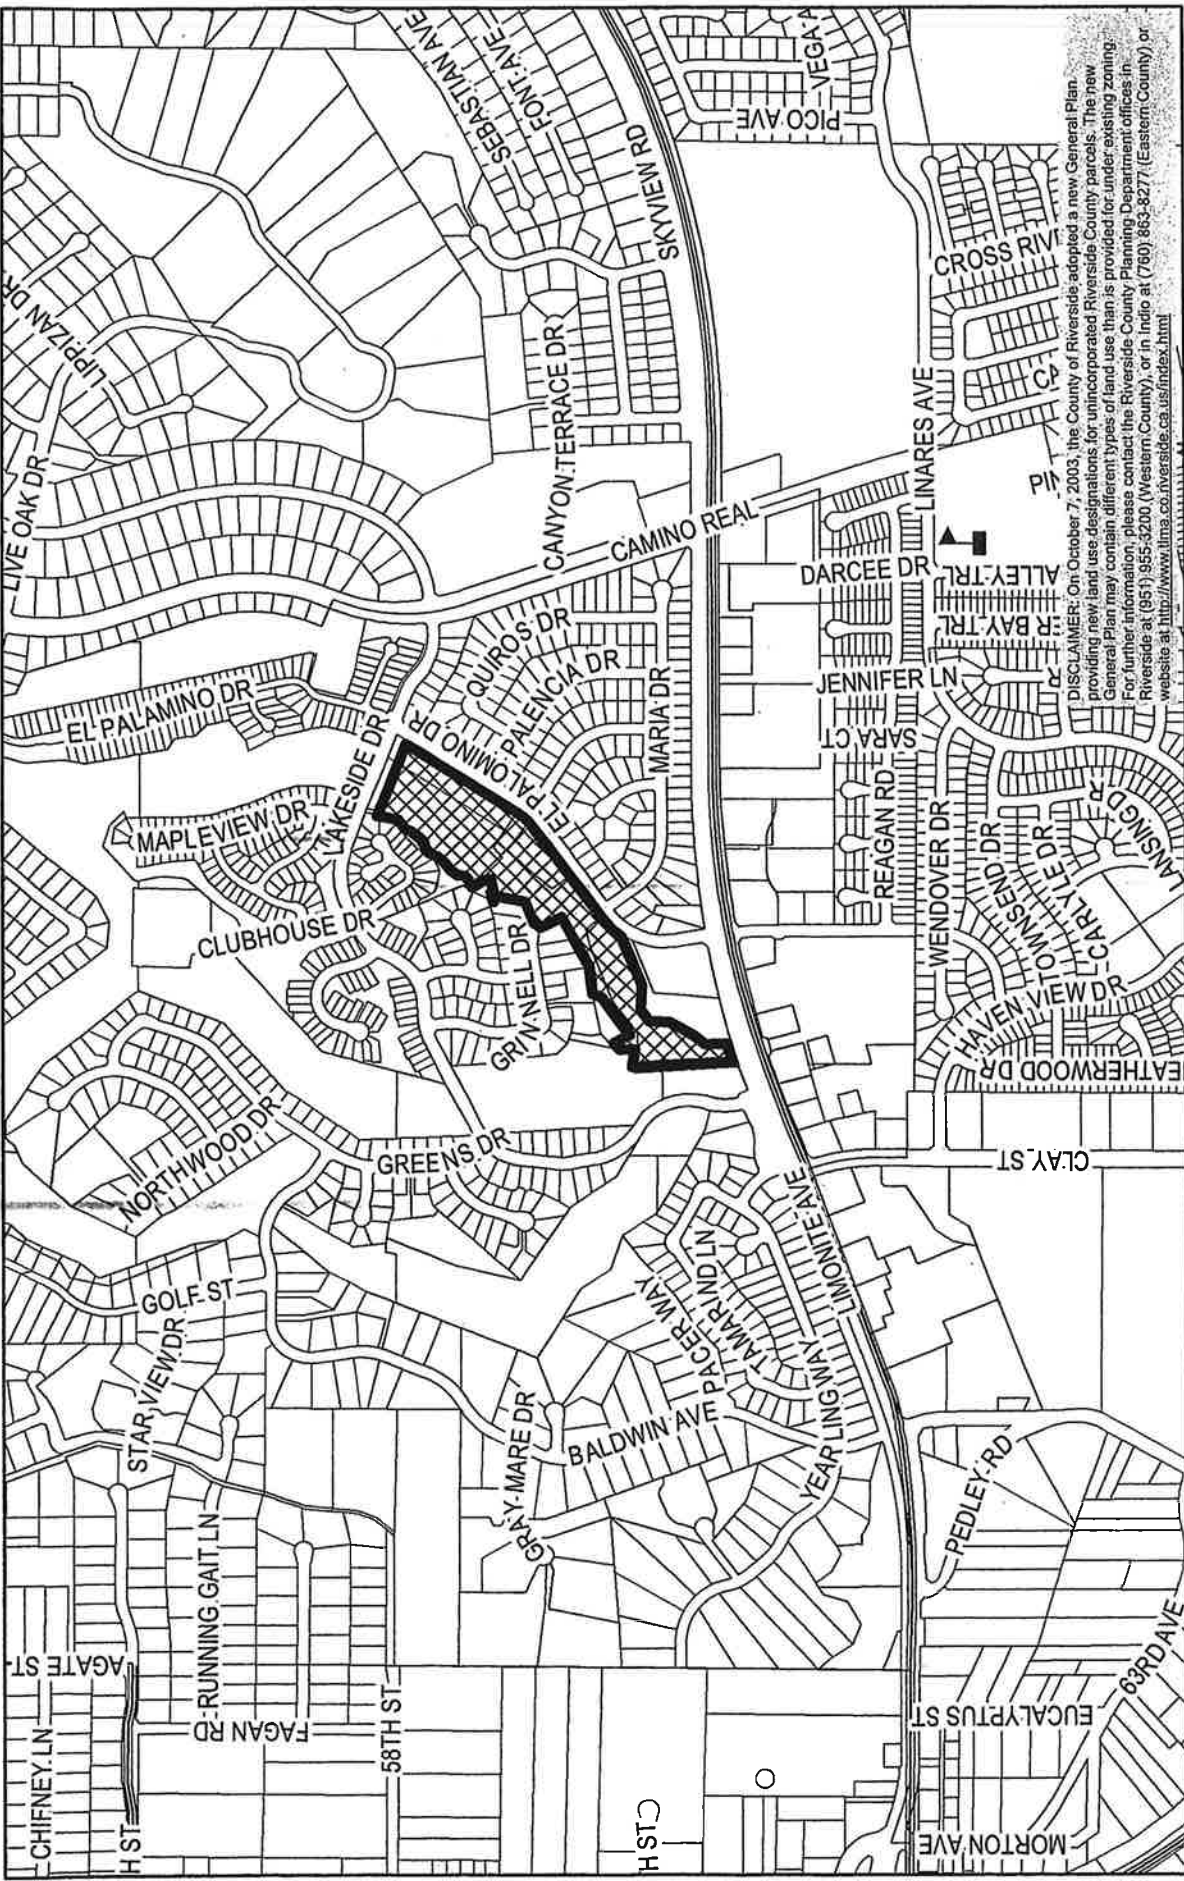 CHIFNEY LN
AGATE ST
H ST
RUNNING GAIT LN
FAGAN RD
58TH ST
H ST
MORTON AVE
EUCALYPTUS ST
63RD AVE
PEDLEY RD
STAR VIEW DR
GOLF ST
GRAY MARE DR
BALDWIN AVE
PACER WAY
TAMARIND LN
YEARLING WAY
LIMONITE AVE
NORTHWOOD DR
GREENS DR
CLAY ST
CLUBHOUSE DR
MAPLEVIEW DR
LAKESIDE DR
GRINNELL DR
EL PALAMINO DR
EL PALOMINO DR
QUIROS DR
PALENCIA DR
MARIA DR
LIVE OAK DR
LIPPIZAN DR
CAMINO REAL
CANYON TERRACE DR
SEBASTIAN AVE
FONT AVE
SKYVIEW RD
PICO AVE
VEGA A
CROSS RIV
LINARES AVE
CA
PIN
DARCEE DR
ALLEY TRL
R BAY TRL
JENNIFER LN
R
SARA CT
REAGAN RD
WENDOVER DR
TOWNSEND DR
CARLYLE DR
LANSING DR
HAVEN VIEW DR
EATHERWOOD DR
DISCLAIMER: On October 7, 2003, the County of Riverside adopted a new General Plan
providing new land use designations for unincorporated Riverside County parcels. The new
General Plan may contain different types of land use than is provided for under existing zoning.
For further information, please contact the Riverside County Planning Department offices in
Riverside at (951) 955-3200 (Western County), or in Indio at (760) 863-8277 (Eastern County) or
website at http://www.tlma.co.riverside.ca.us/index.html